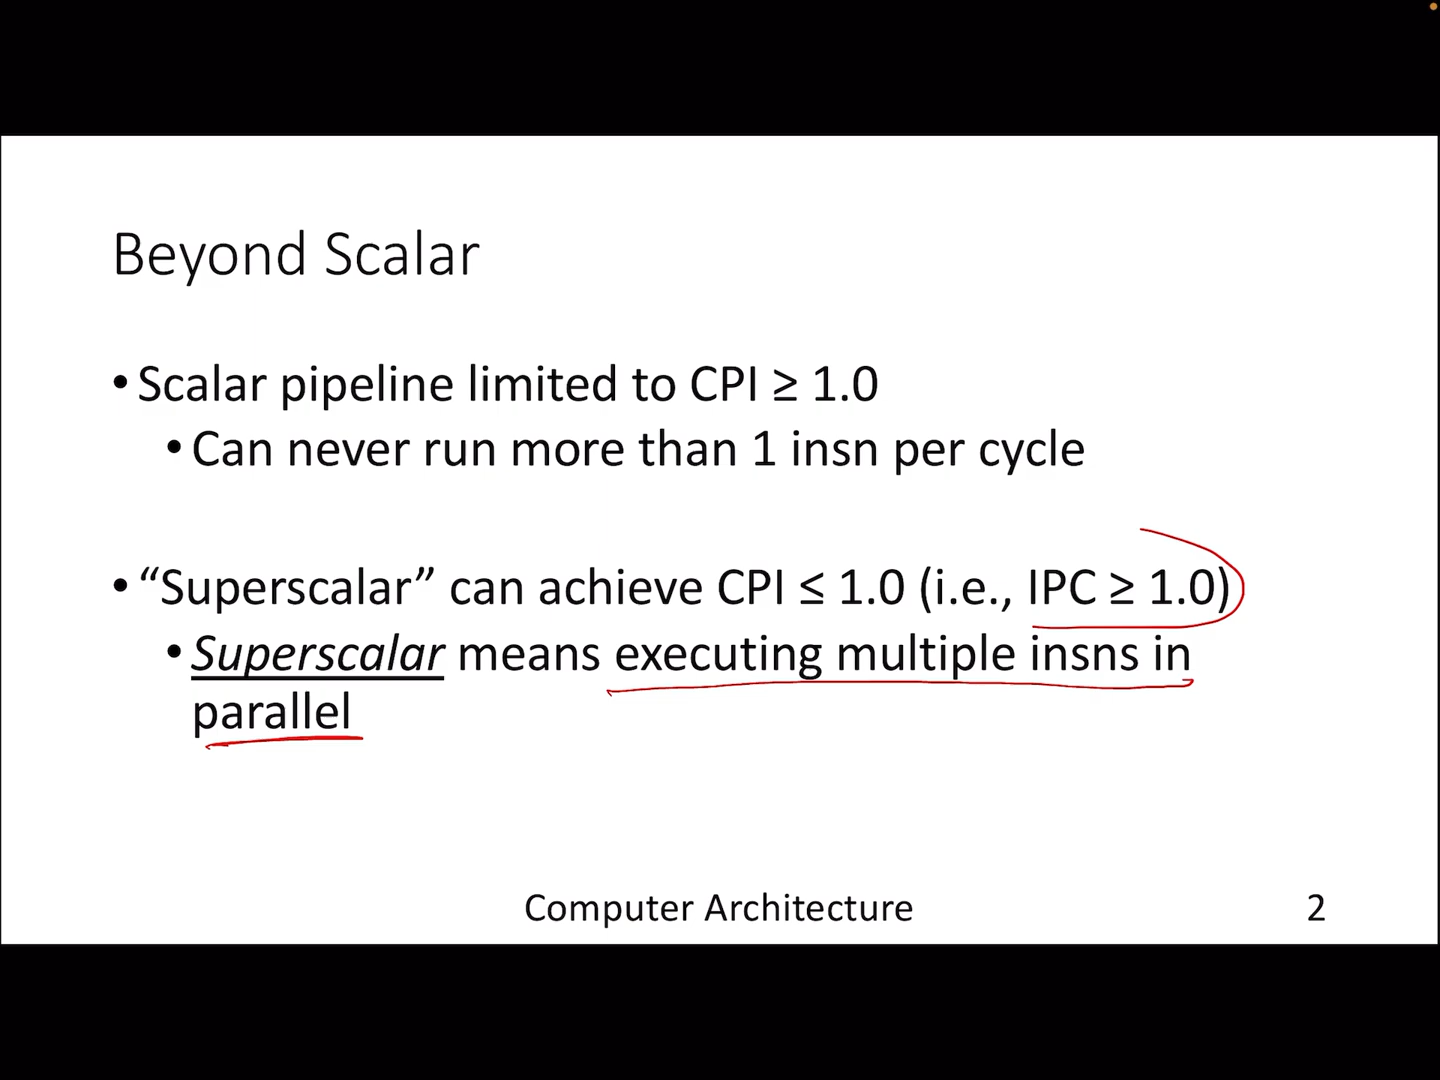 Beyond Scalar
• Scalar pipeline limited to CPI ≥ 1.0
• Can never run more than 1 insn per cycle
• “Superscalar” can achieve CPI ≤ 1.0 (i.e., IPC ≥ 1.0)
• Superscalar means executing multiple insns in
parallel
Computer Architecture
2